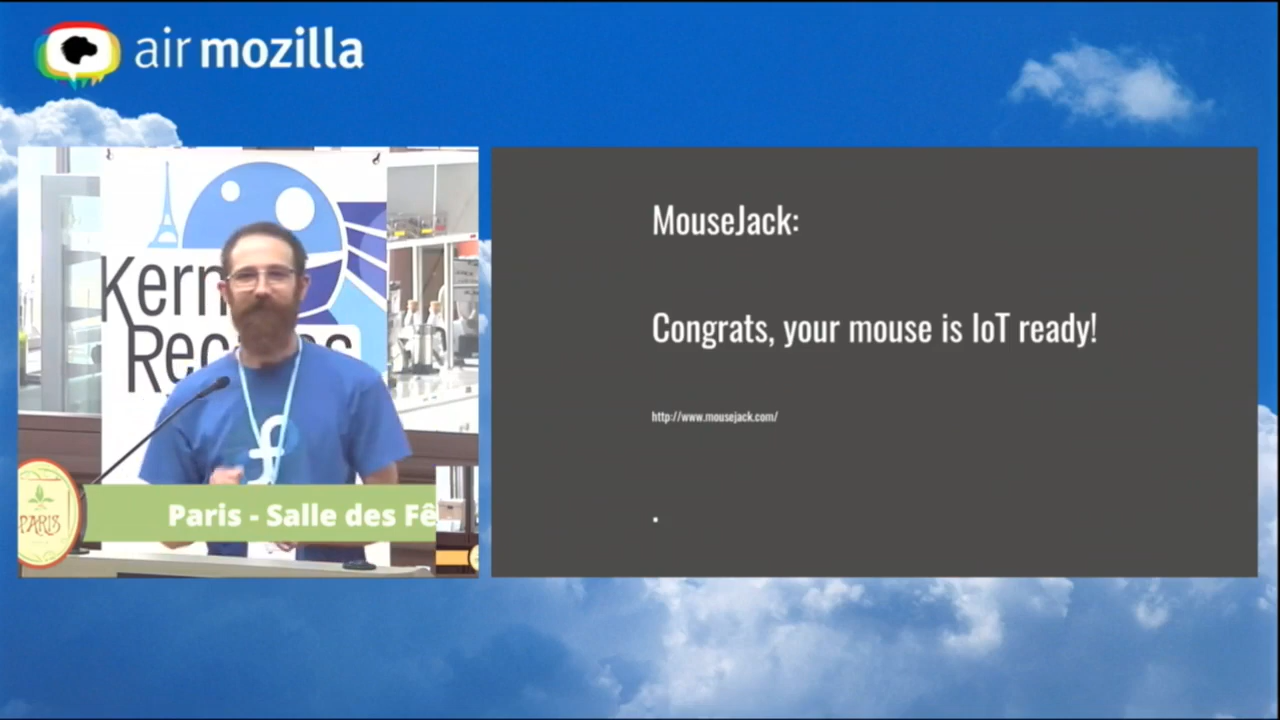 air mozilla
Kern
Rec
PARIS
Paris - Salle des Fê
MouseJack:
Congrats, your mouse is IoT ready!
http://www.mousejack.com/
.